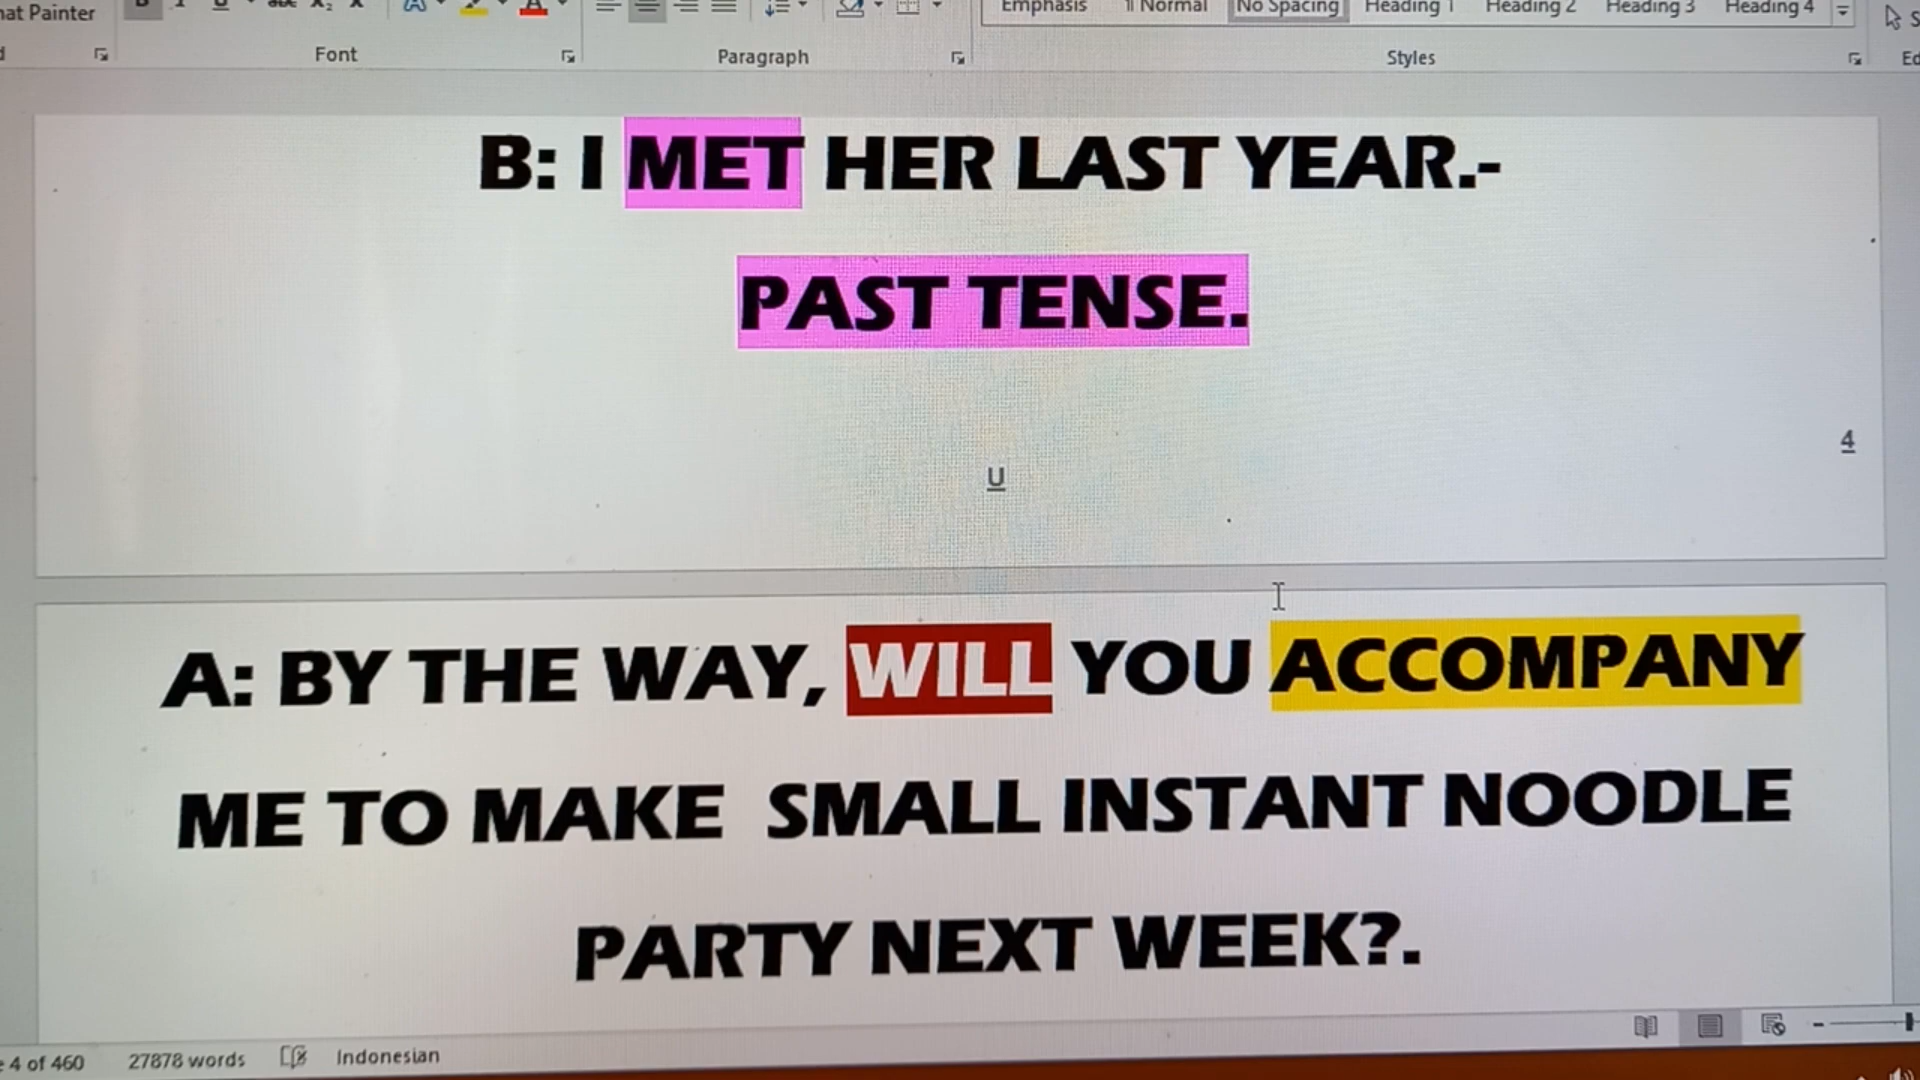 at Painter
Font
Paragraph
Emphasis ¶ Normal No Spacing Heading 1 Heading 2 Heading 3 Heading 4
Styles
B: I MET HER LAST YEAR.-
PAST TENSE.
4
U
A: BY THE WAY, WILL YOU ACCOMPANY
ME TO MAKE SMALL INSTANT NOODLE
PARTY NEXT WEEK?.
4 of 460 27878 words Indonesian